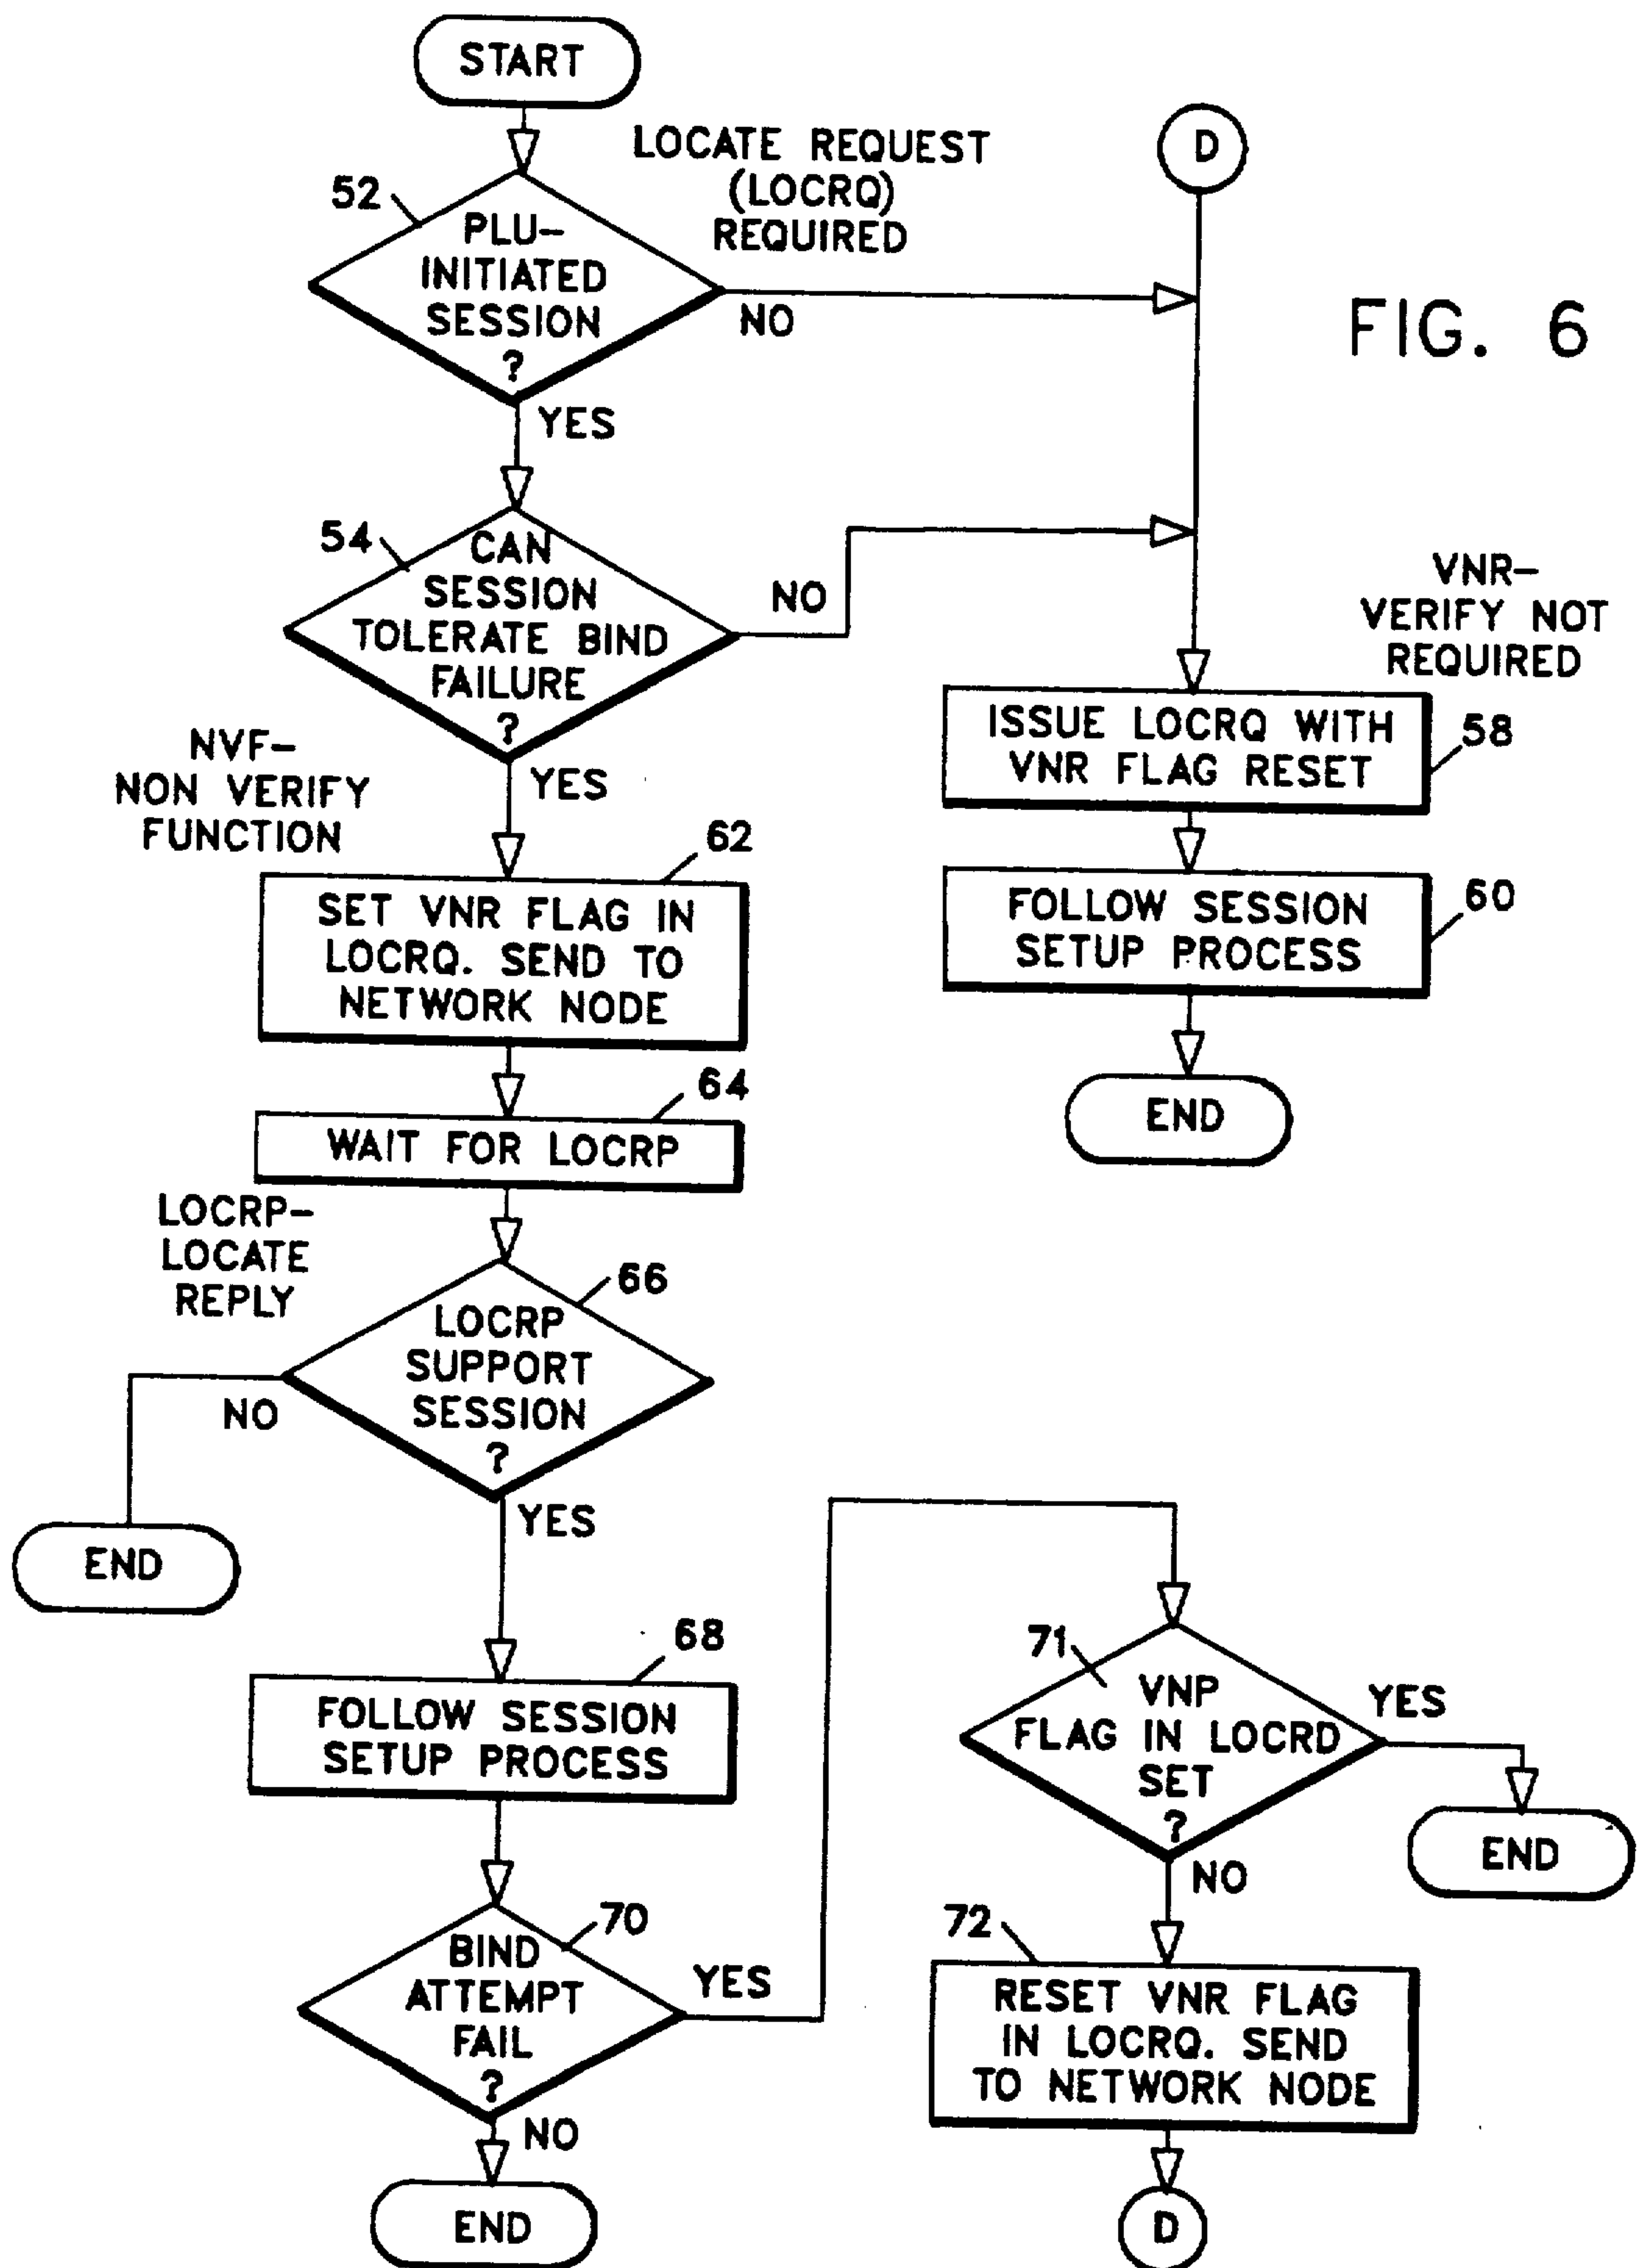 START
LOCATE REQUEST
(LOCRQ)
REQUIRED
52
PLU-
INITIATED
SESSION
?
NO
YES
D
FIG. 6
54
CAN
SESSION
TOLERATE BIND
FAILURE
?
NO
YES
VNR-
VERIFY NOT
REQUIRED
ISSUE LOCRQ WITH
VNR FLAG RESET
58
FOLLOW SESSION
SETUP PROCESS
60
END
NVF-
NON VERIFY
FUNCTION
62
SET VNR FLAG IN
LOCRQ. SEND TO
NETWORK NODE
64
WAIT FOR LOCRP
LOCRP-
LOCATE
REPLY
66
LOCRP
SUPPORT
SESSION
?
NO
END
YES
68
FOLLOW SESSION
SETUP PROCESS
70
BIND
ATTEMPT
FAIL
?
YES
NO
END
71
VNP
FLAG IN LOCRD
SET
?
YES
END
NO
72
RESET VNR FLAG
IN LOCRQ. SEND
TO NETWORK NODE
D